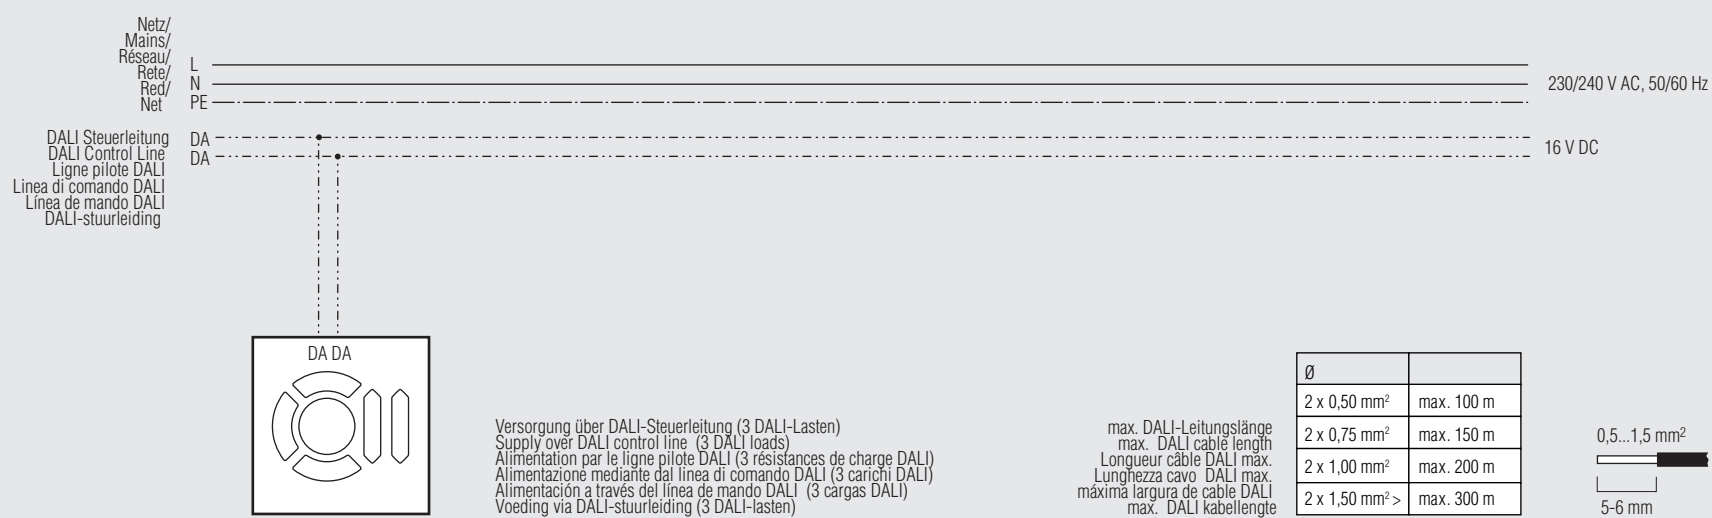 Netz/
Mains/
Réseau/
Rete/
Red/
Net
L
N
PE
230/240 V AC, 50/60 Hz
DALI Steuerleitung
DALI Control Line
Ligne pilote DALI
Linea di comando DALI
Línea de mando DALI
DALI-stuurleiding
DA
DA
16 V DC
DA DA
Versorgung über DALI-Steuerleitung (3 DALI-Lasten)
Supply over DALI control line (3 DALI loads)
Alimentation par le ligne pilote DALI (3 résistances de charge DALI)
Alimentazione mediante dal linea di comando DALI (3 carichi DALI)
Alimentación a través del línea de mando DALI (3 cargas DALI)
Voeding via DALI-stuurleiding (3 DALI-lasten)
max. DALI-Leitungslänge
max. DALI cable length
Longueur câble DALI max.
Lunghezza cavo DALI max.
máxima largura de cable DALI
max. DALI kabellengte
Ø
2 x 0,50 mm² max. 100 m
2 x 0,75 mm² max. 150 m
2 x 1,00 mm² max. 200 m
2 x 1,50 mm² > max. 300 m
0,5...1,5 mm²
5-6 mm